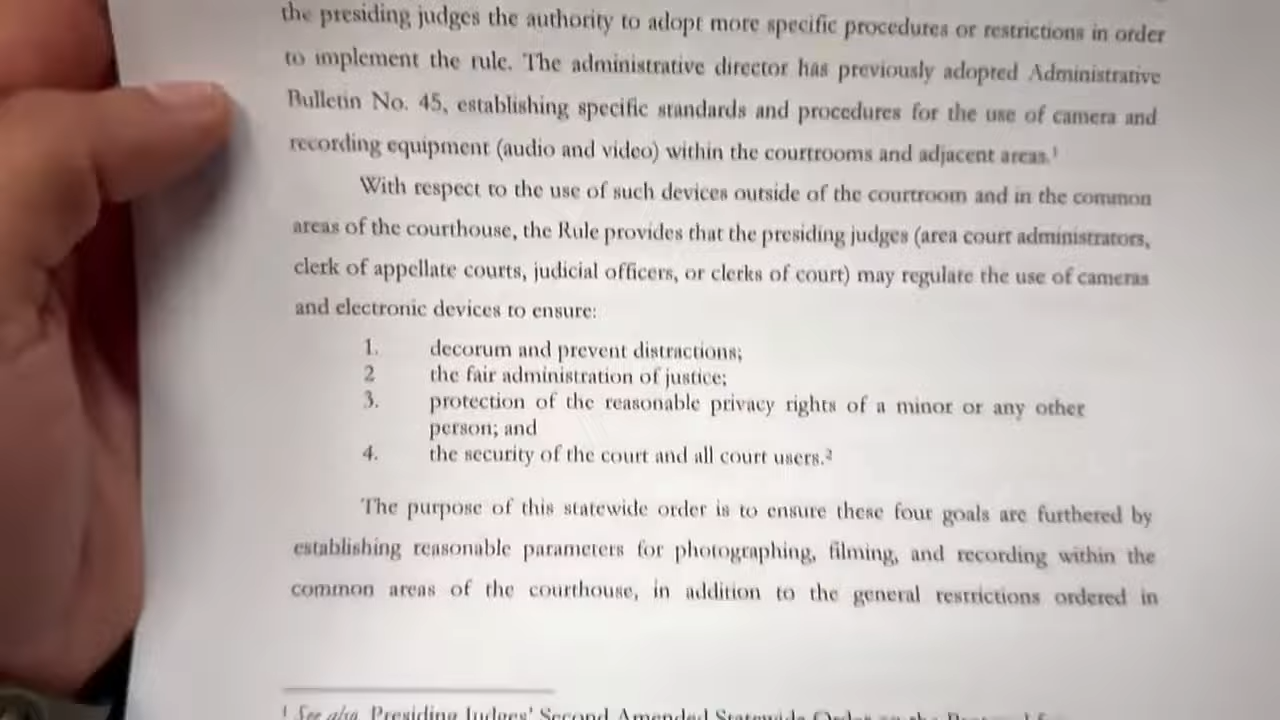 the presiding judges the authority to adopt more specific procedures or restrictions in order
to implement the rule. The administrative director has previously adopted Administrative
Bulletin No. 45, establishing specific standards and procedures for the use of camera and
recording equipment (audio and video) within the courtrooms and adjacent areas.¹
With respect to the use of such devices outside of the courtroom and in the common
areas of the courthouse, the Rule provides that the presiding judges (area court administrators,
clerk of appellate courts, judicial officers, or clerks of court) may regulate the use of cameras
and electronic devices to ensure:
1. decorum and prevent distractions;
2 the fair administration of justice;
3. protection of the reasonable privacy rights of a minor or any other
person; and
4. the security of the court and all court users.²
The purpose of this statewide order is to ensure these four goals are furthered by
establishing reasonable parameters for photographing, filming, and recording within the
common areas of the courthouse, in addition to the general restrictions ordered in
¹ See also Presiding Judges' Second Amended Statewide Order on the